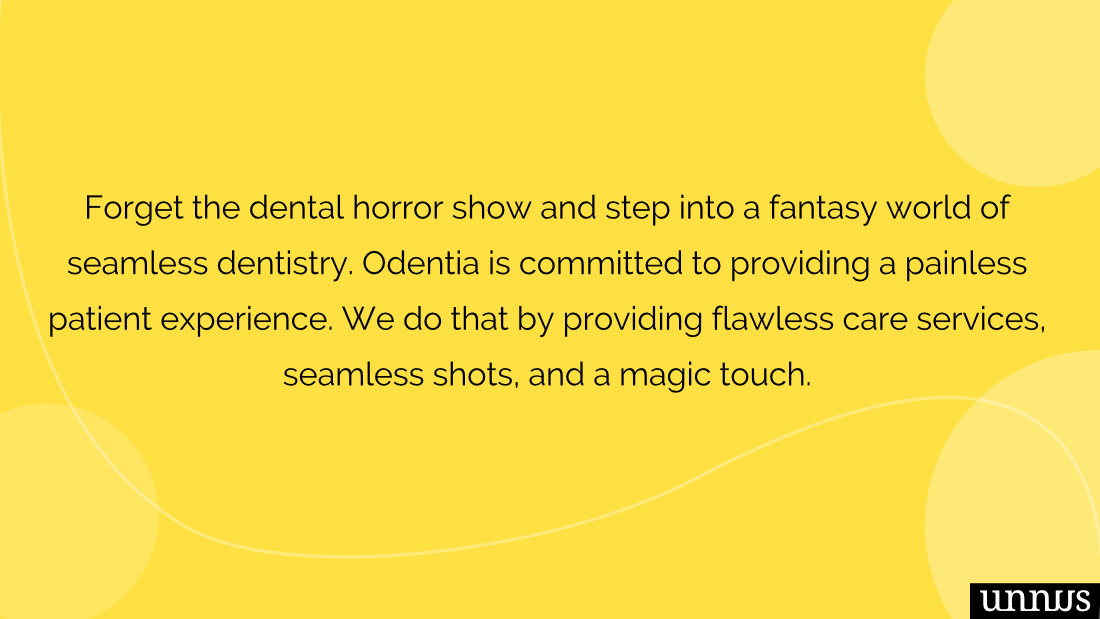 Forget the dental horror show and step into a fantasy world of
seamless dentistry. Odentia is committed to providing a painless
patient experience. We do that by providing flawless care services,
seamless shots, and a magic touch.
unnus